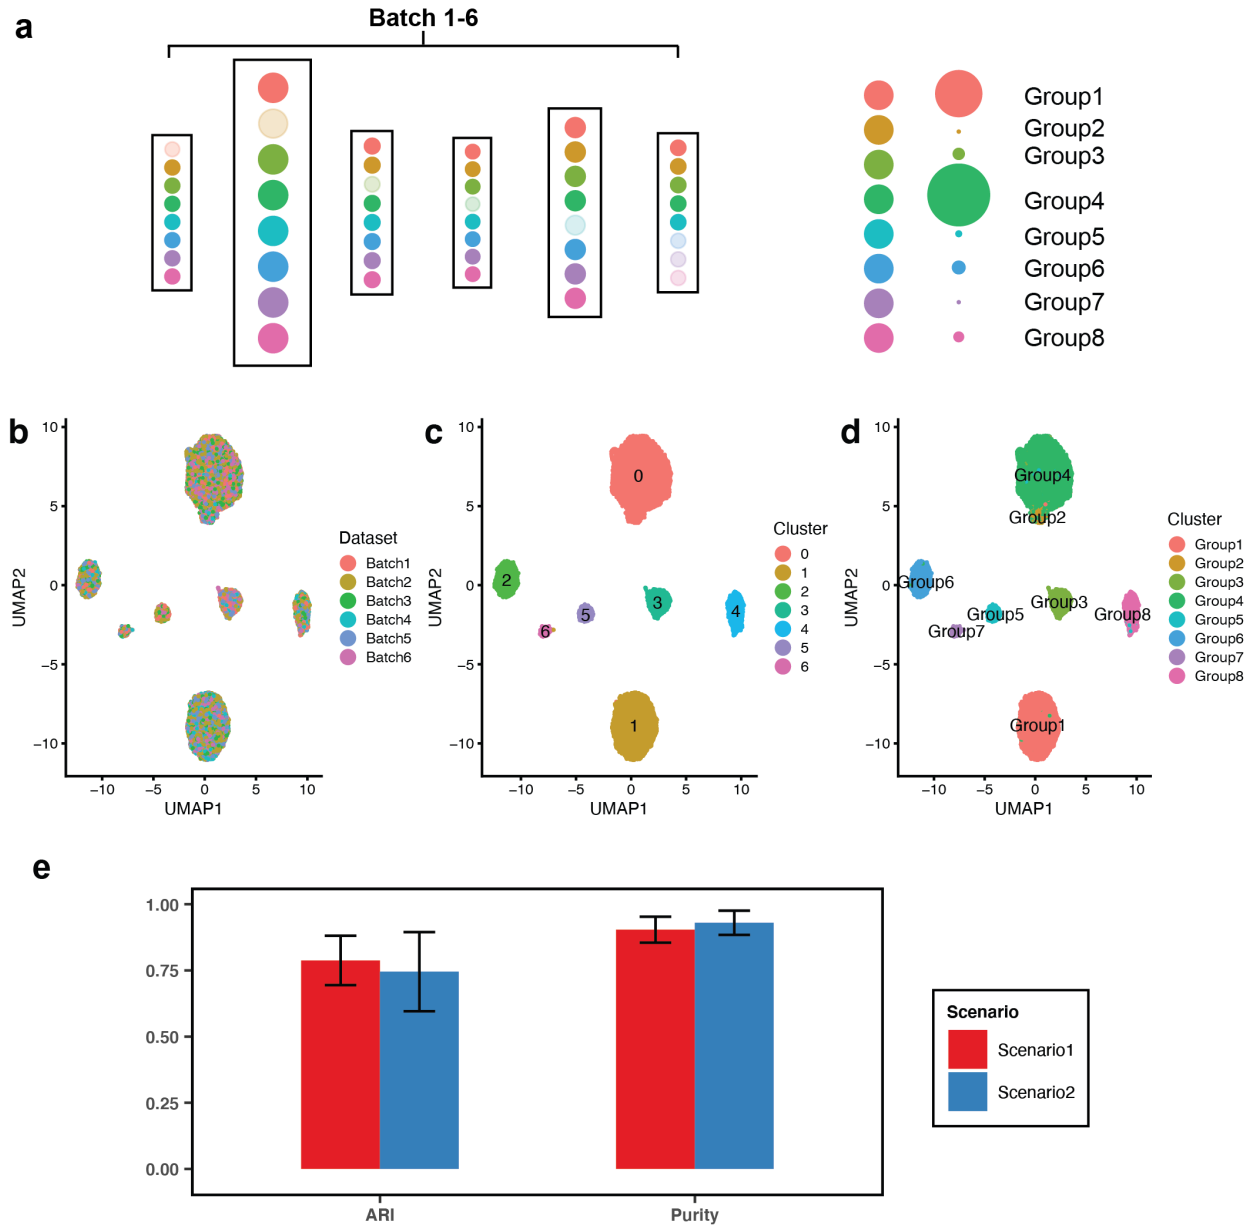 a
Batch 1-6
Group1
Group2
Group3
Group4
Group5
Group6
Group7
Group8
b
10
5
0
−5
−10
UMAP2
−10 −5 0 5 10
UMAP1
Dataset
Batch1
Batch2
Batch3
Batch4
Batch5
Batch6
c
10
5
0
−5
−10
UMAP2
0
2
3
4
5
6
1
−10 −5 0 5 10
UMAP1
Cluster
0
1
2
3
4
5
6
d
10
5
0
−5
−10
UMAP2
Group4
Group2
Group6
Group3
Group5
Group8
Group7
Group1
−10 −5 0 5 10
UMAP1
Cluster
Group1
Group2
Group3
Group4
Group5
Group6
Group7
Group8
e
1.00
0.75
0.50
0.25
0.00
ARI Purity
Scenario
Scenario1
Scenario2